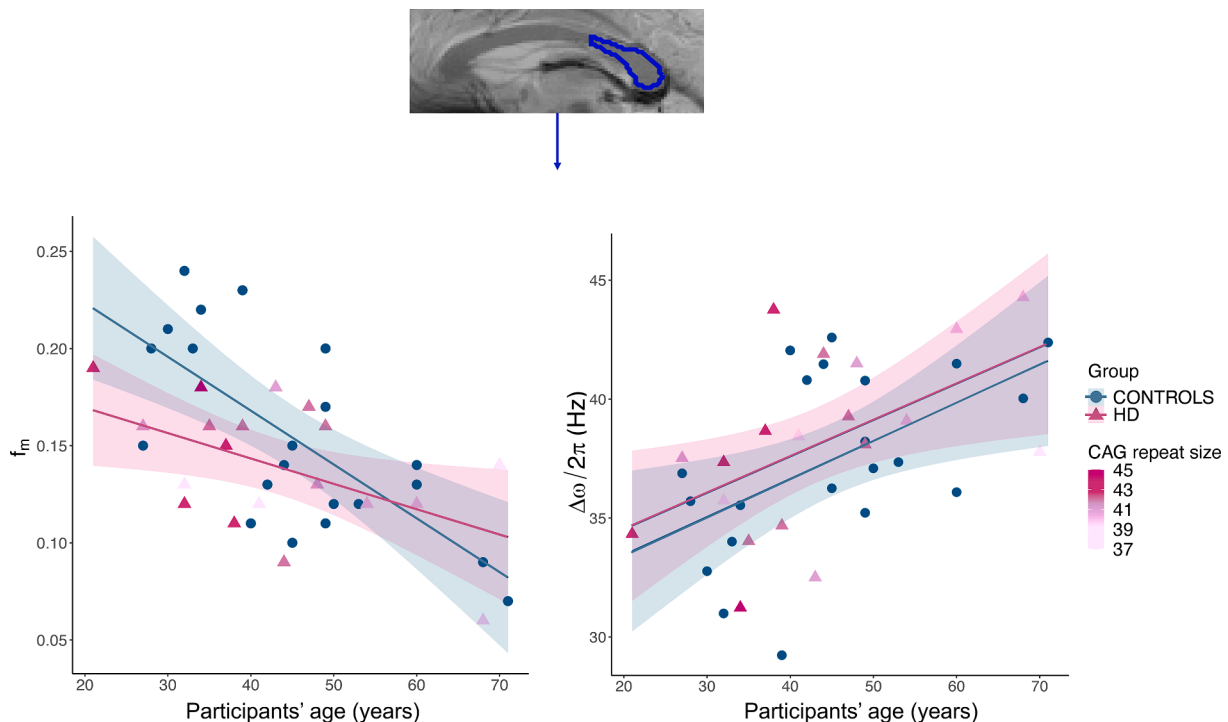 0.25
0.20
0.15
0.10
0.05
fm
20 30 40 50 60 70
Participants' age (years)
45
40
35
30
Δω/2π (Hz)
20 30 40 50 60 70
Participants' age (years)
Group
CONTROLS
HD
CAG repeat size
45
43
41
39
37